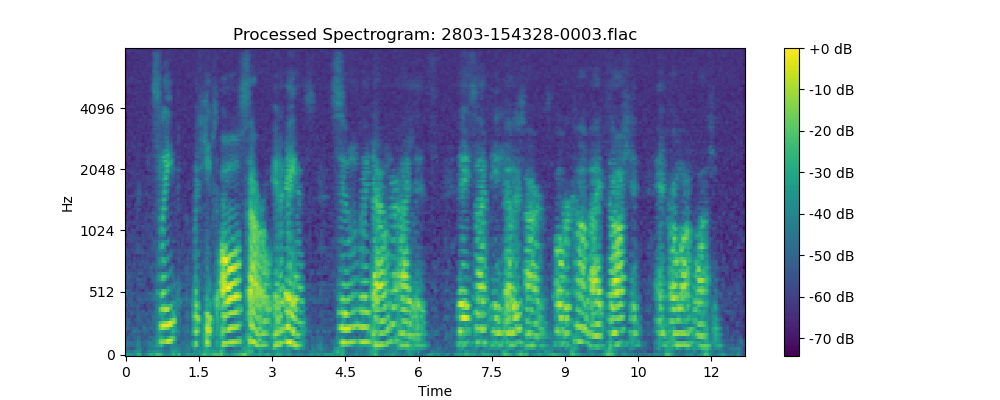 Processed Spectrogram: 2803-154328-0003.flac
+0 dB
4096
-10 dB
-20 dB
2048
-30 dB
Hz
1024
-40 dB
-50 dB
512
-60 dB
-70 dB
0
0 1.5 3 4.5 6 7.5 9 10 12
Time